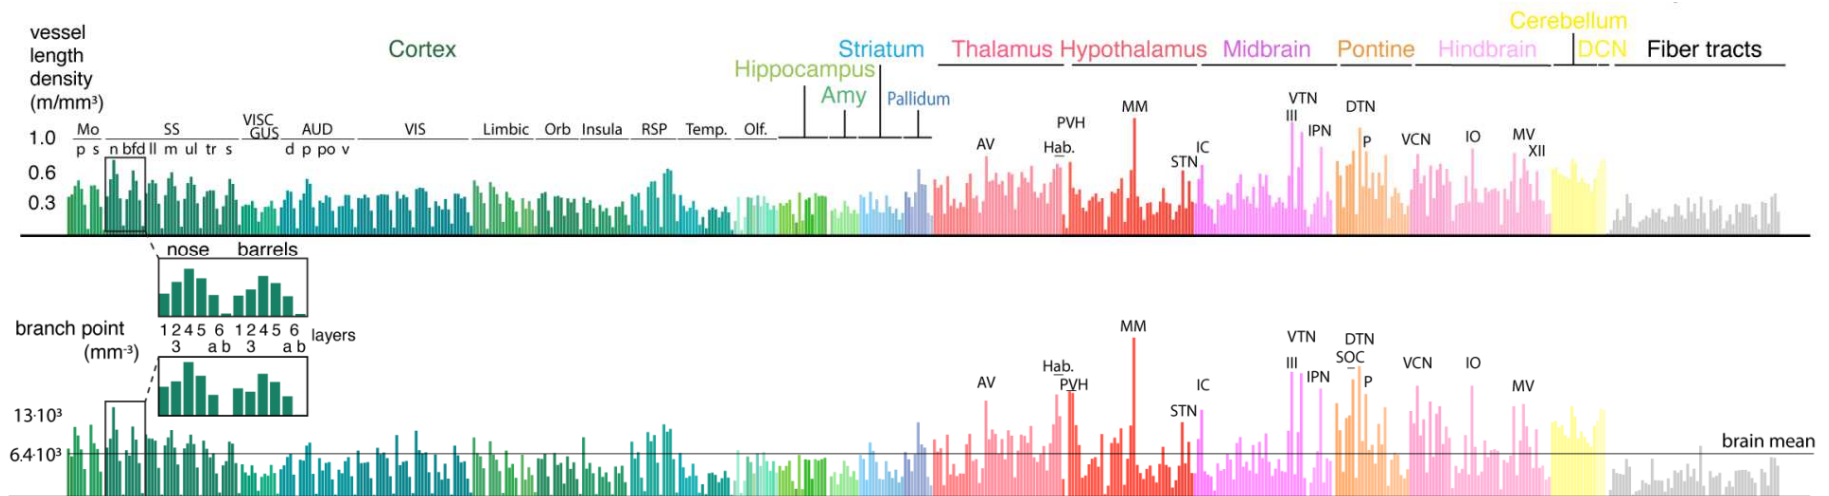 vessel
length
density
(m/mm³)
Cortex
Hippocampus
Amy
Striatum
Pallidum
Thalamus Hypothalamus Midbrain Pontine Hindbrain
Cerebellum
DCN Fiber tracts
1.0
0.6
0.3
Mo SS VISC GUS AUD VIS Limbic Orb Insula RSP Temp. Olf.
p s n bfd ll m ul tr s d p po v
AV
PVH
Hab.
MM
STN
IC
VTN
III
IPN
DTN
P
VCN
IO
MV
XII
nose barrels
1 2 4 5 6 1 2 4 5 6 layers
3 a b 3 a b
branch point
(mm⁻³)
13·10³
6.4·10³
AV
Hab.
PVH
MM
STN
IC
VTN
III
IPN
DTN
SOC
P
VCN
IO
MV
brain mean